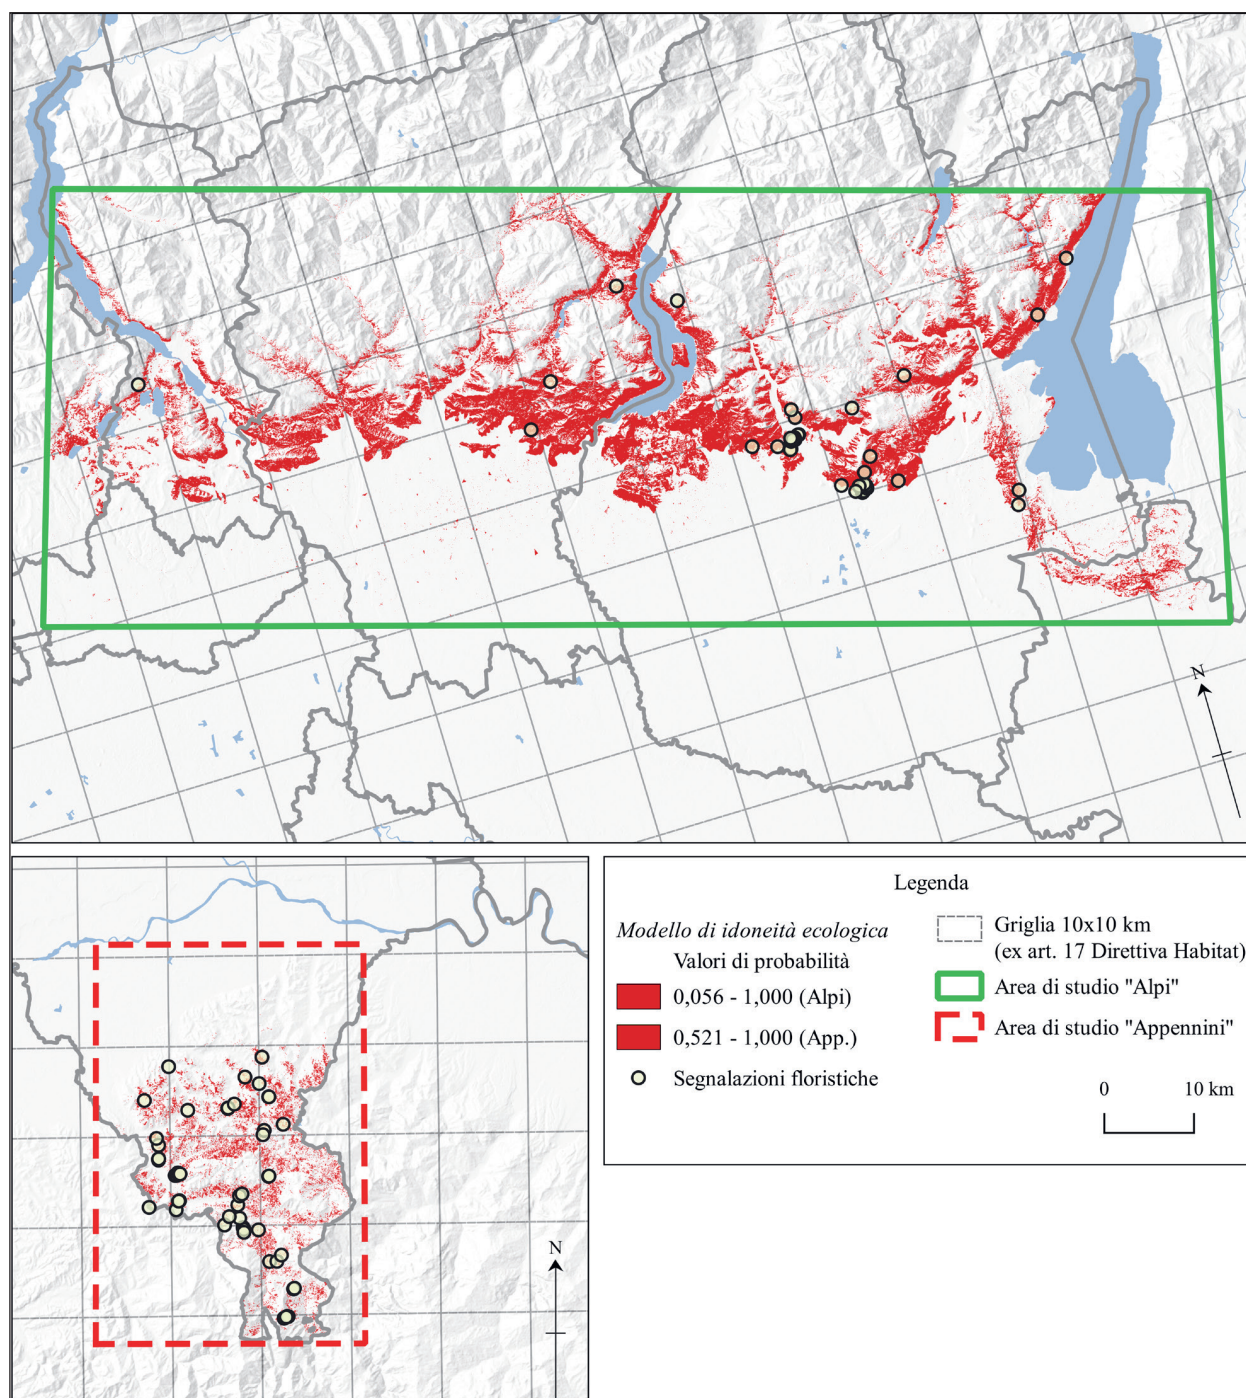 N
N
Legenda
Modello di idoneità ecologica
Valori di probabilità
0,056 - 1,000 (Alpi)
0,521 - 1,000 (App.)
Segnalazioni floristiche
Griglia 10x10 km
(ex art. 17 Direttiva Habitat)
Area di studio "Alpi"
Area di studio "Appennini"
0 10 km